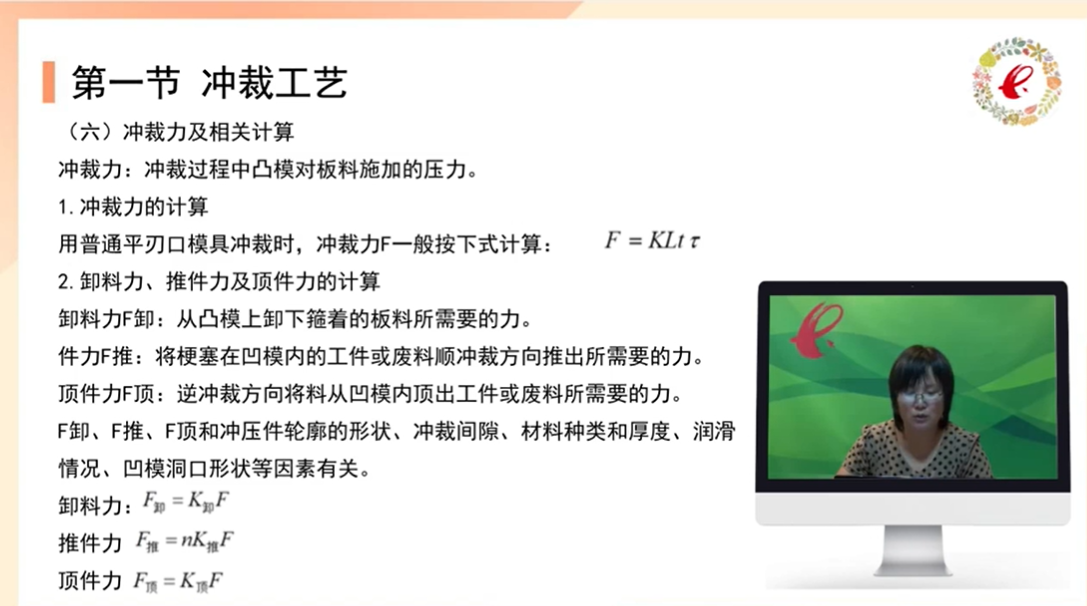 第一节 冲裁工艺
（六）冲裁力及相关计算
冲裁力：冲裁过程中凸模对板料施加的压力。
1.冲裁力的计算
用普通平刃口模具冲裁时，冲裁力F一般按下式计算： F = KLtτ
2.卸料力、推件力及顶件力的计算
卸料力F卸：从凸模上卸下箍着的板料所需要的力。
件力F推：将梗塞在凹模内的工件或废料顺冲裁方向推出所需要的力。
顶件力F顶：逆冲裁方向将料从凹模内顶出工件或废料所需要的力。
F卸、F推、F顶和冲压件轮廓的形状、冲裁间隙、材料种类和厚度、润滑
情况、凹模洞口形状等因素有关。
卸料力：F卸 = K卸F
推件力 F推 = nK推F
顶件力 F顶 = K顶F